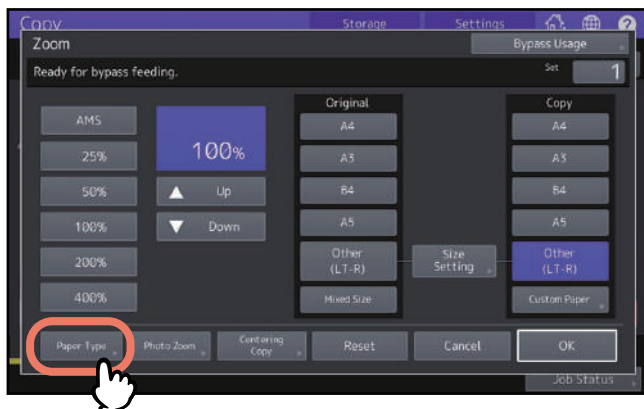 Copy
Storage
Settings
?
Zoom
Bypass Usage
Ready for bypass feeding.
Set
1
Original
Copy
AMS
25%
50%
100%
200%
400%
100%
Up
Down
A4
A3
B4
A5
Other
(LT-R)
Mixed Size
Size
Setting
A4
A3
B4
A5
Other
(LT-R)
Custom Paper
Paper Type
Photo Zoom
Centering
Copy
Reset
Cancel
OK
Job Status